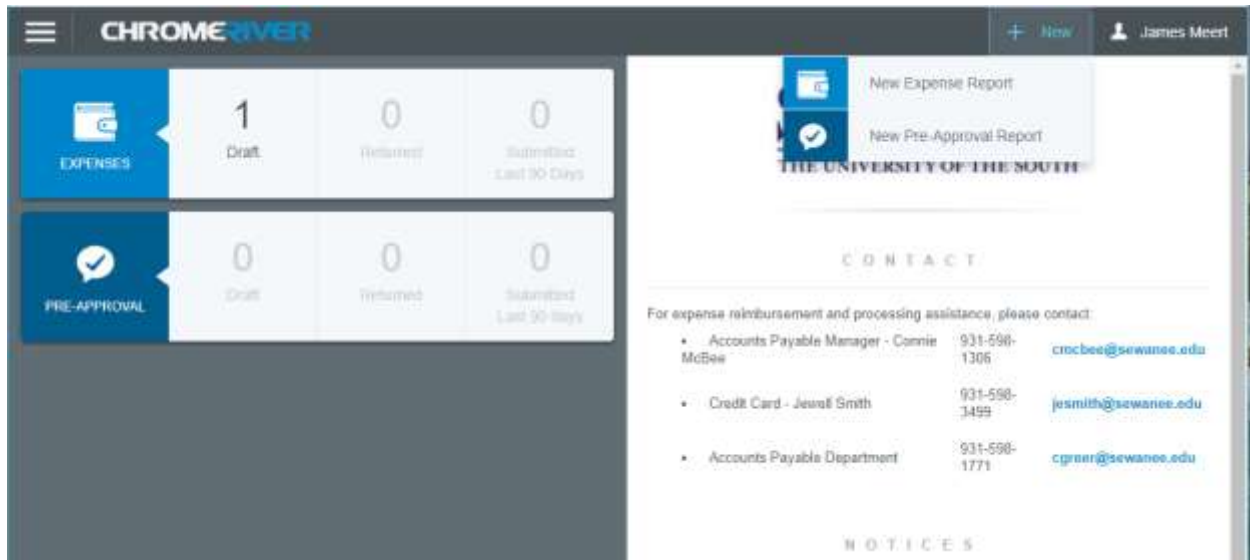 CHROMERIVER
+ New
James Meert
EXPENSES
1
Draft
0
Returned
0
Submitted
Last 90 Days
PRE-APPROVAL
0
Draft
0
Returned
0
Submitted
Last 90 days
New Expense Report
New Pre-Approval Report
THE UNIVERSITY OF THE SOUTH
CONTACT
For expense reimbursement and processing assistance, please contact:
• Accounts Payable Manager - Connie
McBee
931-598-
1306
cmcbee@sewanee.edu
• Credit Card - Jewell Smith
931-598-
3499
jesmith@sewanee.edu
• Accounts Payable Department
931-598-
1771
cgreer@sewanee.edu
NOTICES